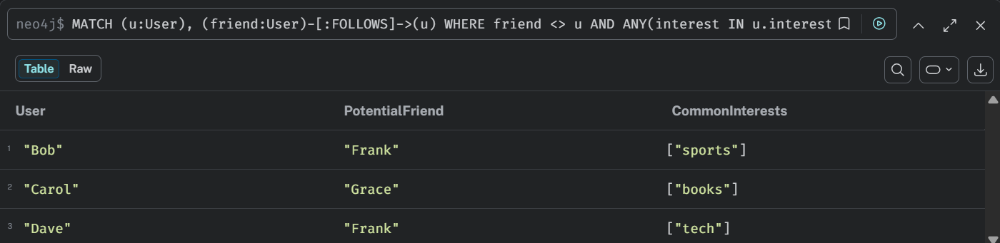 neo4j$ MATCH (u:User), (friend:User)-[:FOLLOWS]->(u) WHERE friend <> u AND ANY(interest IN u.interest
Table Raw
User PotentialFriend CommonInterests
1 "Bob" "Frank" ["sports"]
2 "Carol" "Grace" ["books"]
3 "Dave" "Frank" ["tech"]